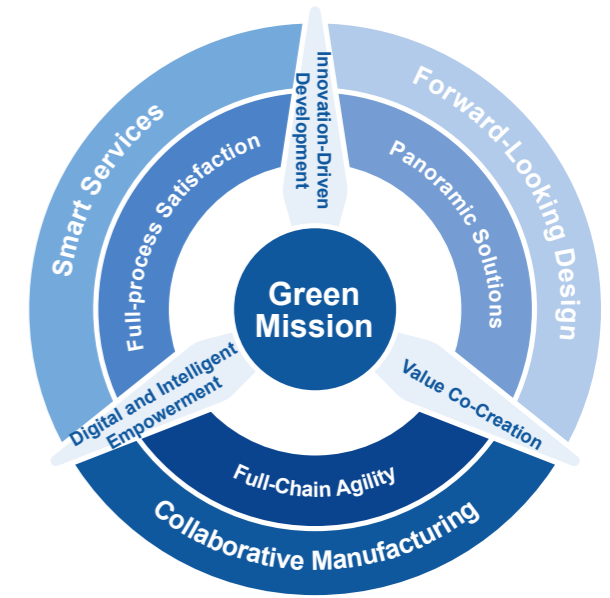 Innovation-Driven
Development
Forward-Looking Design
Smart Services
Full-process Satisfaction
Panoramic Solutions
Green
Mission
Digital and Intelligent
Empowerment
Value Co-Creation
Full-Chain Agility
Collaborative Manufacturing